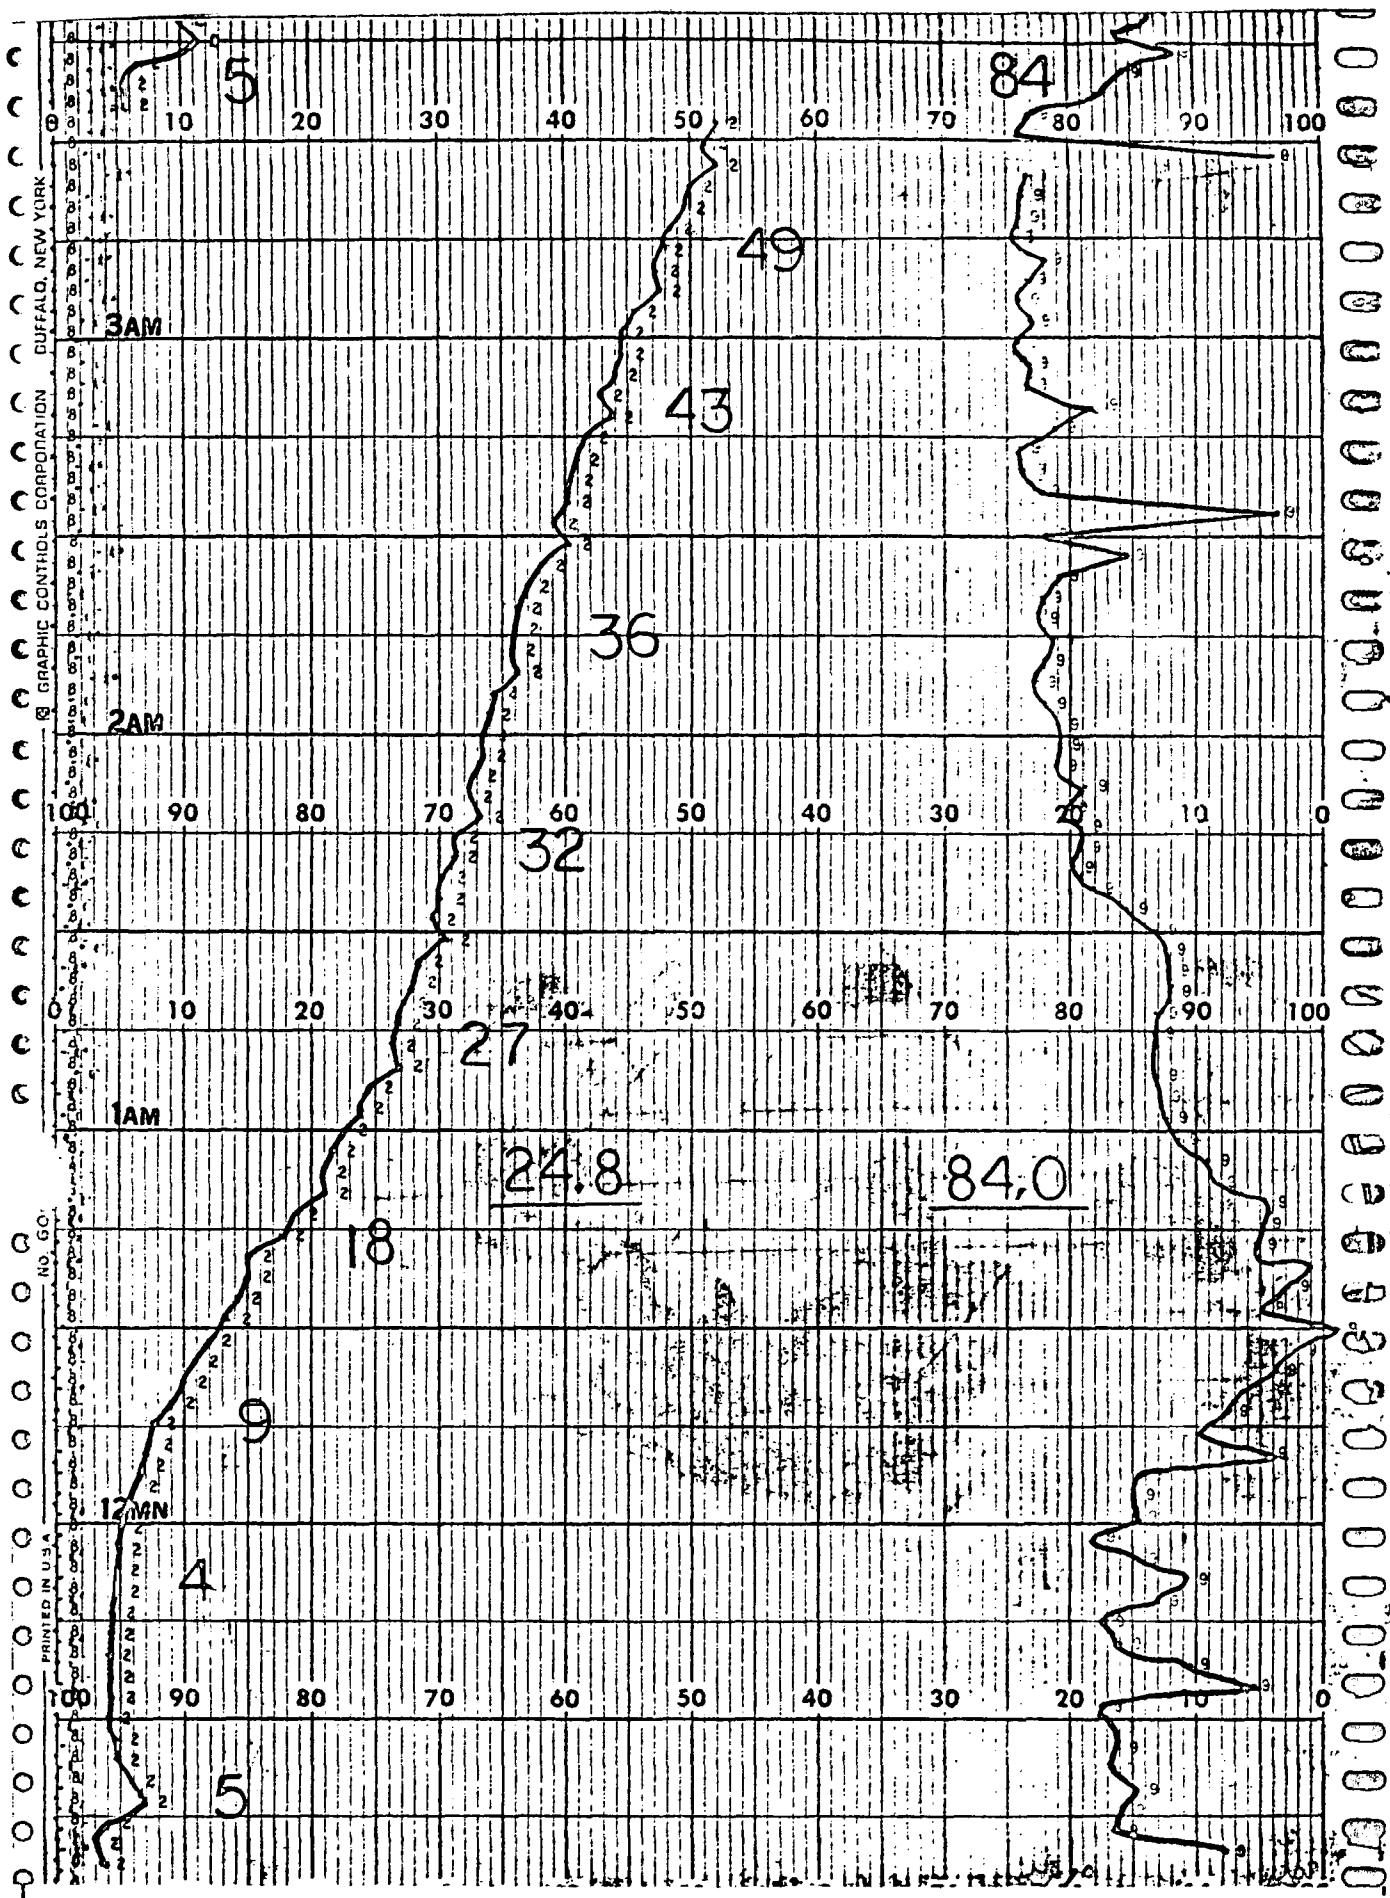 5 84
0 10 20 30 40 50 60 70 80 90 100
49
3AM
43
36
2AM
100 90 80 70 60 50 40 30 20 10 0
32
0 10 20 30 40 50 60 70 80 90 100
27
1AM
24.8 84.0
18
9
12MN
4
100 90 80 70 60 50 40 30 20 10 0
5
GRAPHIC CONTROLS CORPORATION BUFFALO, NEW YORK
NO. GO.
PRINTED IN U.S.A.